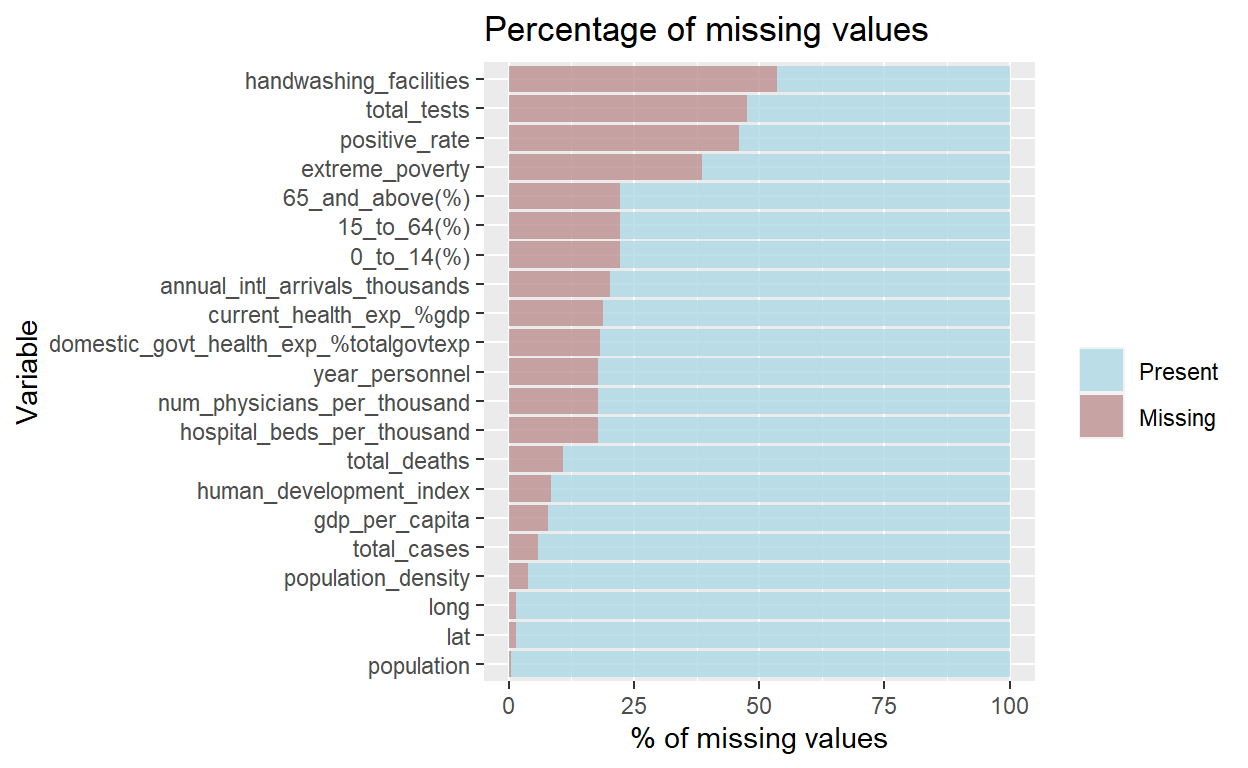 Percentage of missing values
handwashing_facilities
total_tests
positive_rate
extreme_poverty
65_and_above(%)
15_to_64(%)
0_to_14(%)
annual_intl_arrivals_thousands
current_health_exp_%gdp
domestic_govt_health_exp_%totalgovtexp
year_personnel
num_physicians_per_thousand
hospital_beds_per_thousand
total_deaths
human_development_index
gdp_per_capita
total_cases
population_density
long
lat
population
Variable
0 25 50 75 100
% of missing values
Present
Missing